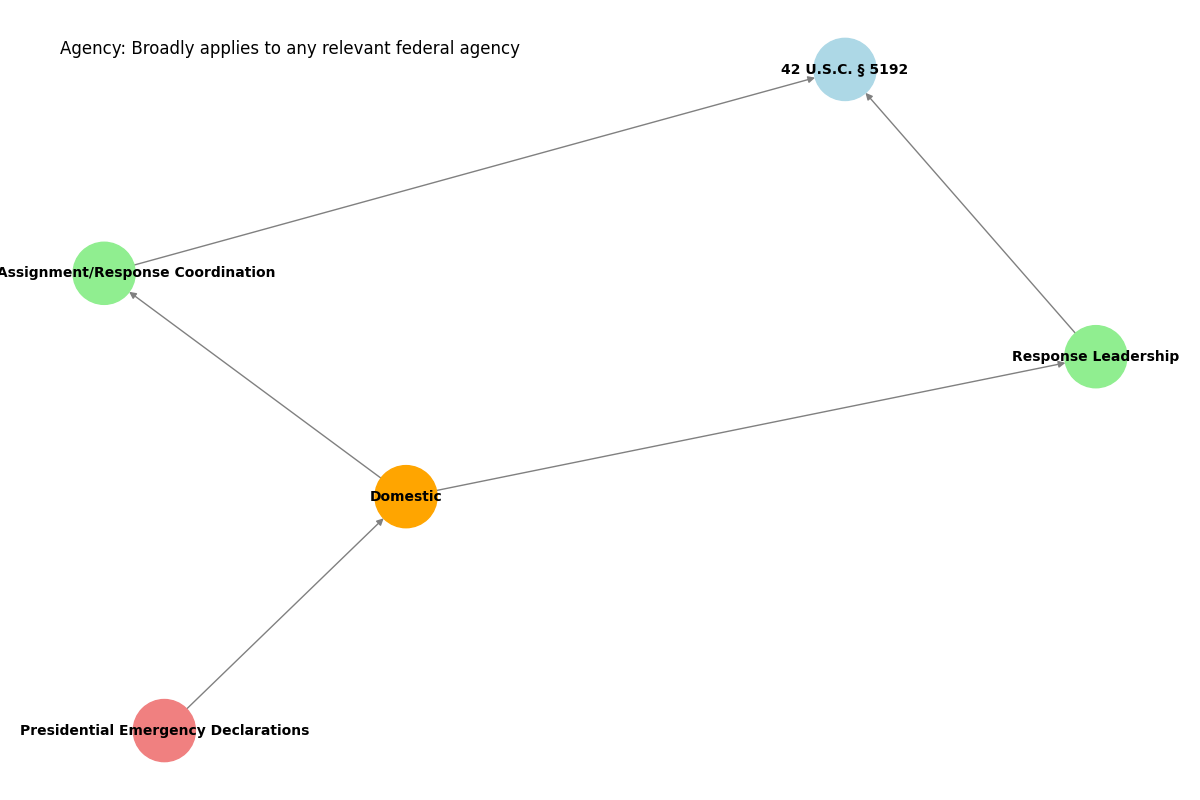 Agency: Broadly applies to any relevant federal agency
42 U.S.C. § 5192
Assignment/Response Coordination
Response Leadership
Domestic
Presidential Emergency Declarations